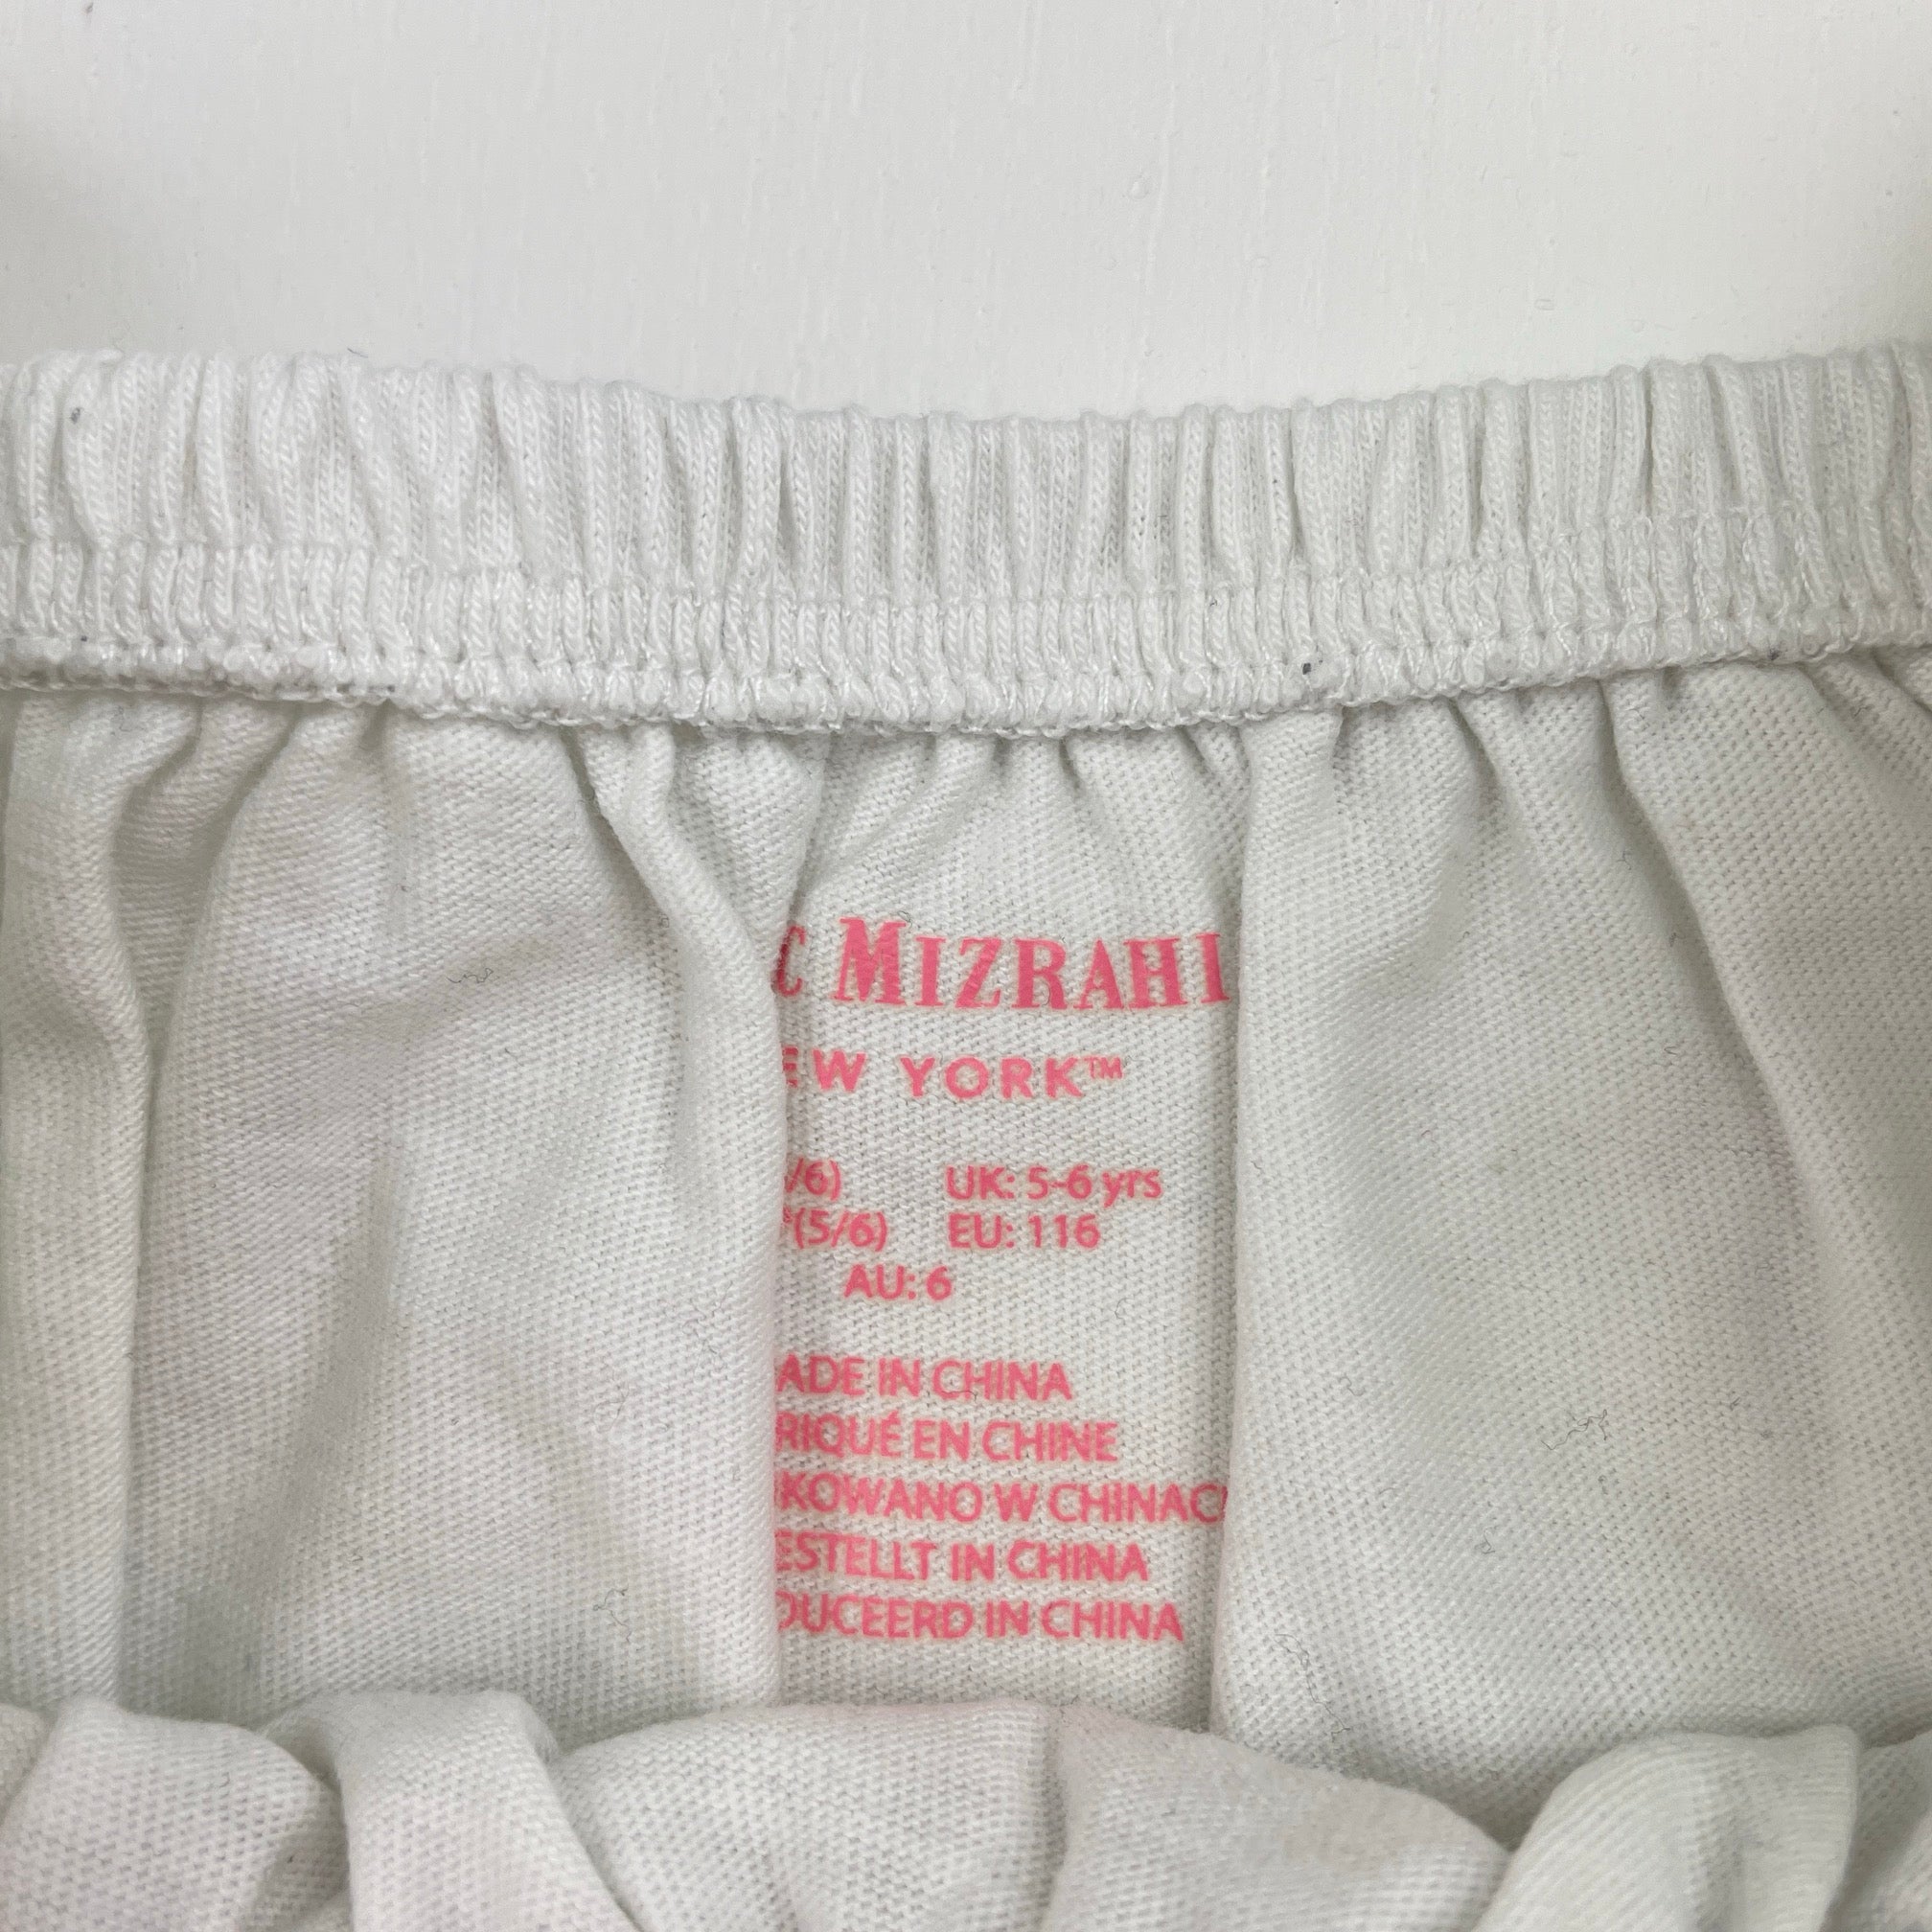 C MIZRAHI
EW YORK™
/6) UK: 5-6 yrs
(5/6) EU: 116
AU: 6
ADE IN CHINA
RIQUÉ EN CHINE
KOWANO W CHINAC
ESTELLT IN CHINA
DUCEERD IN CHINA